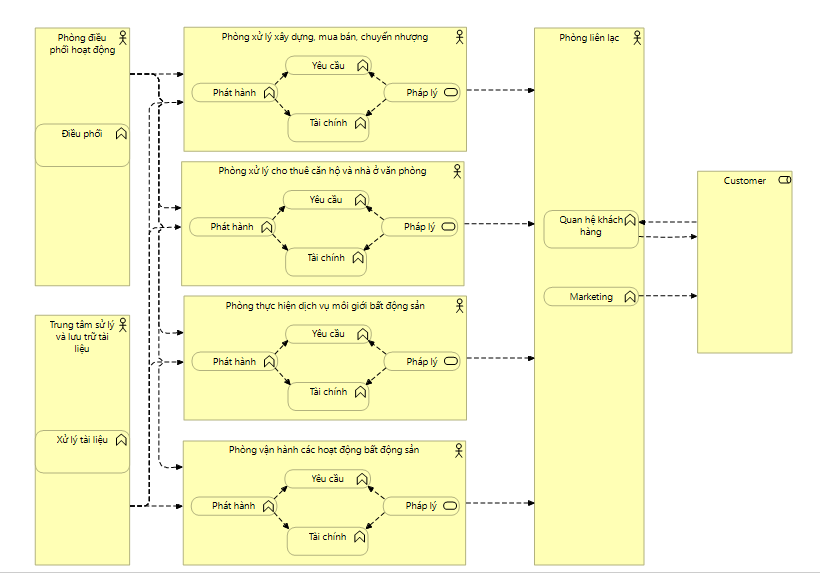 Phòng điều
phối hoạt động
Điều phối
Trung tâm sử lý
và lưu trữ tài
liệu
Xử lý tài liệu
Phòng xử lý xây dựng, mua bán, chuyển nhượng
Yêu cầu
Phát hành
Pháp lý
Tài chính
Phòng xử lý cho thuê căn hộ và nhà ở văn phòng
Yêu cầu
Phát hành
Pháp lý
Tài chính
Phòng thực hiện dịch vụ môi giới bất động sản
Yêu cầu
Phát hành
Pháp lý
Tài chính
Phòng vận hành các hoạt động bất động sản
Yêu cầu
Phát hành
Pháp lý
Tài chính
Phòng liên lạc
Quan hệ khách
hàng
Marketing
Customer